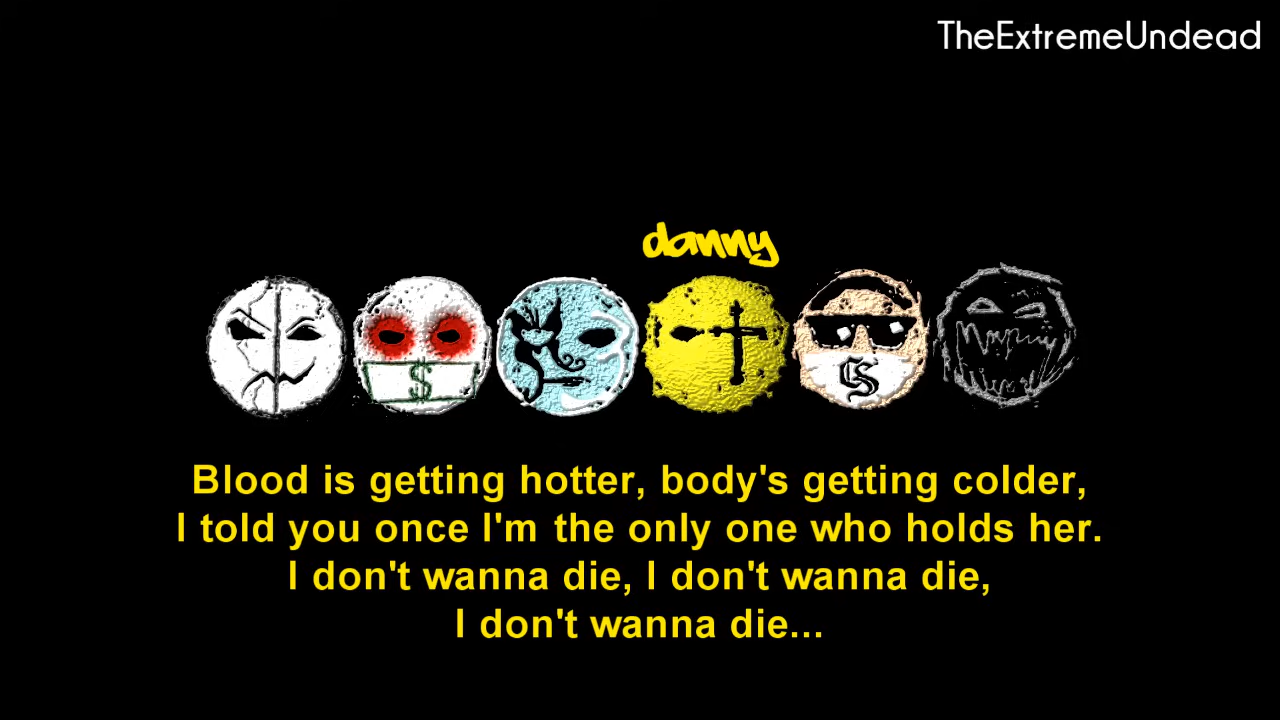 TheExtremeUndead
danny
$
S
Blood is getting hotter, body's getting colder,
I told you once I'm the only one who holds her.
I don't wanna die, I don't wanna die,
I don't wanna die...